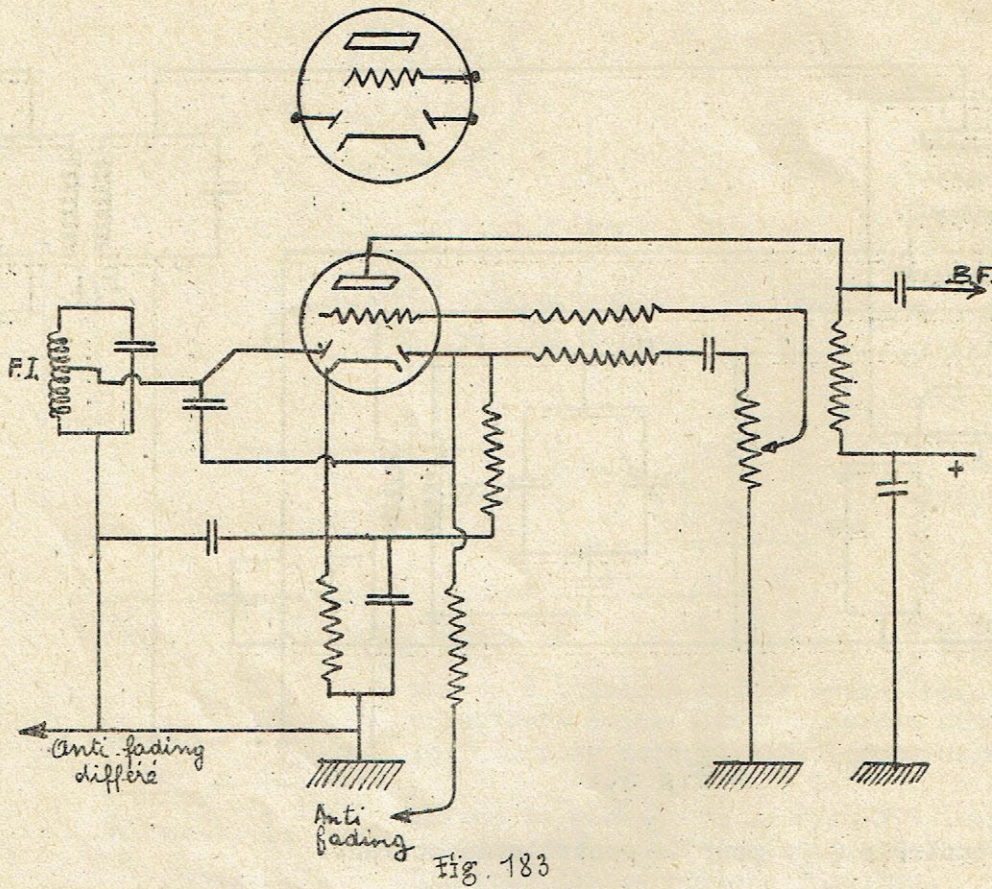 B.F.
F.I.
+
Anti-fading
différé
Anti
fading
Fig. 183